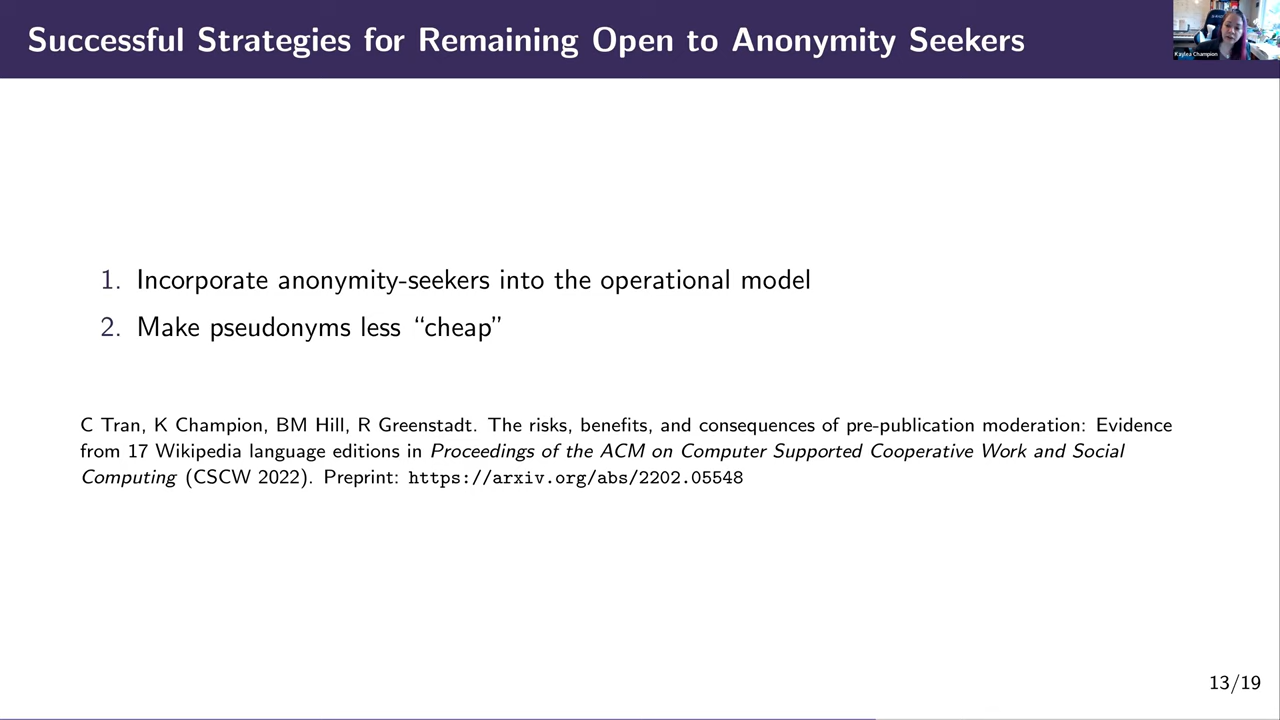 Successful Strategies for Remaining Open to Anonymity Seekers
Kaylea Champion
1. Incorporate anonymity-seekers into the operational model
2. Make pseudonyms less “cheap”
C Tran, K Champion, BM Hill, R Greenstadt. The risks, benefits, and consequences of pre-publication moderation: Evidence
from 17 Wikipedia language editions in Proceedings of the ACM on Computer Supported Cooperative Work and Social
Computing (CSCW 2022). Preprint: https://arxiv.org/abs/2202.05548
13/19